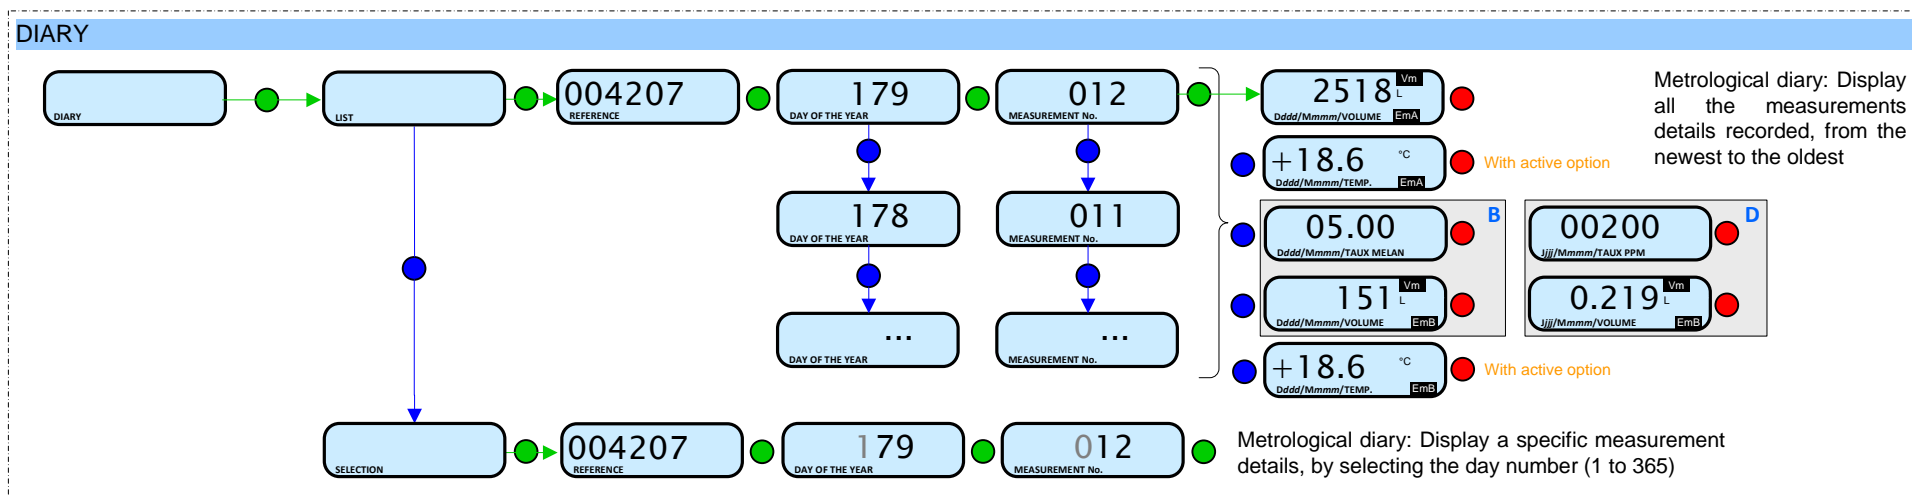 DIARY
DIARY
LIST
004207
REFERENCE
179
DAY OF THE YEAR
012
MEASUREMENT No.
2518 L Vm
Dddd/Mmmm/VOLUME EmA
Metrological diary: Display
all the measurements
details recorded, from the
newest to the oldest
+18.6 °C
Dddd/Mmmm/TEMP. EmA
With active option
178
DAY OF THE YEAR
011
MEASUREMENT No.
B
05.00
Dddd/Mmmm/TAUX MELAN
D
00200
Jjjj/Mmmm/TAUX PPM
151 L Vm
Dddd/Mmmm/VOLUME EmB
0.219 L Vm
Jjjj/Mmmm/VOLUME EmB
...
DAY OF THE YEAR
...
MEASUREMENT No.
+18.6 °C
Dddd/Mmmm/TEMP. EmB
With active option
SELECTION
004207
REFERENCE
179
DAY OF THE YEAR
012
MEASUREMENT No.
Metrological diary: Display a specific measurement
details, by selecting the day number (1 to 365)